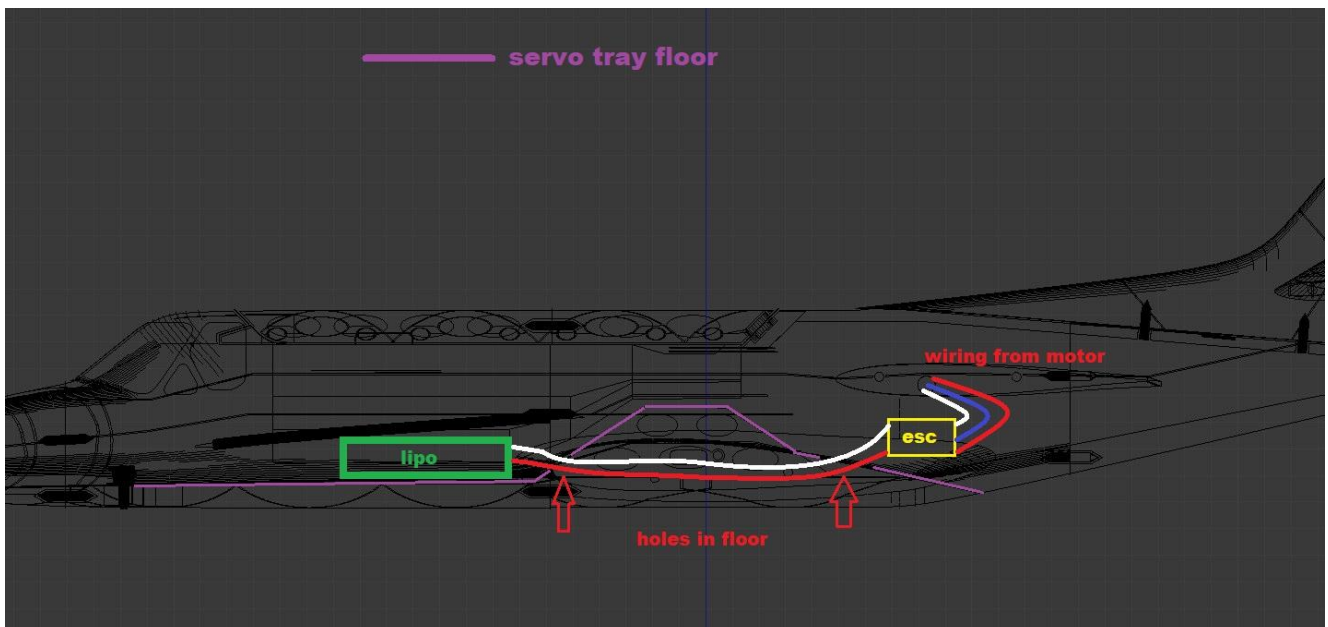 servo tray floor
wiring from motor
esc
lipo
holes in floor